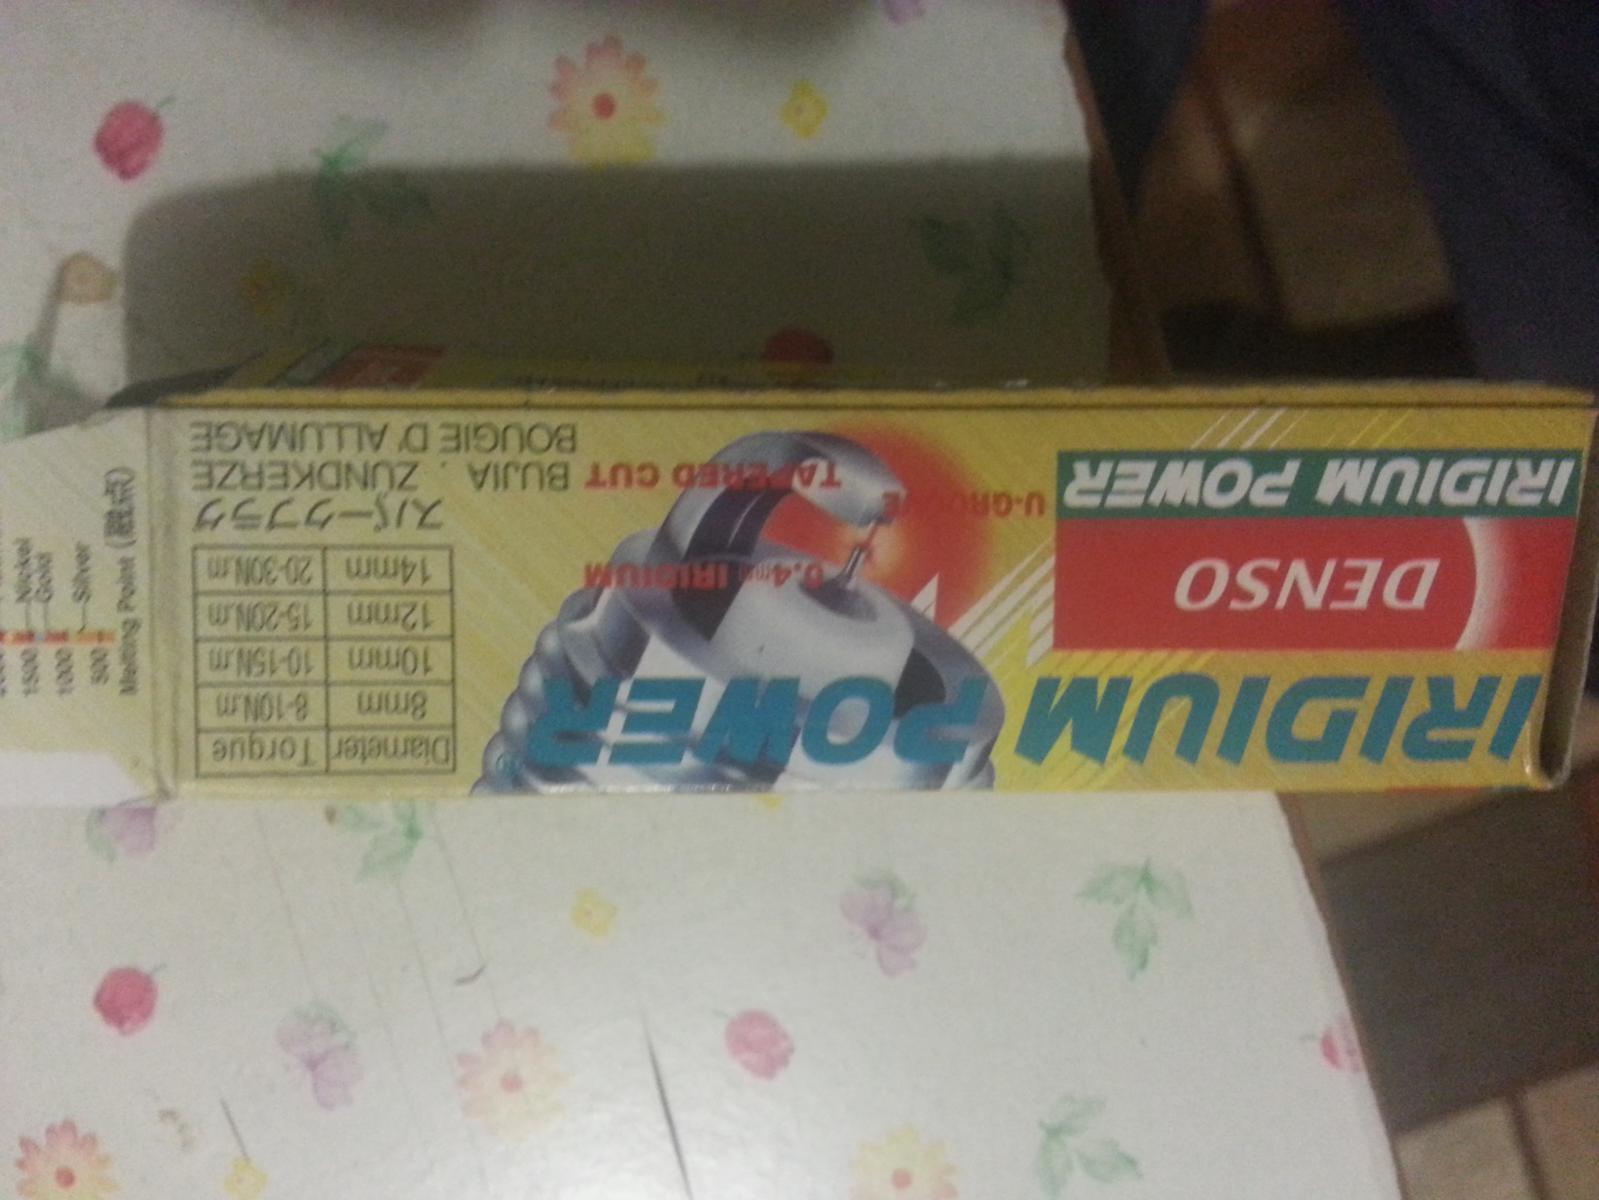 IRIDIUM POWER®
DENSO
IRIDIUM POWER
0.4mm IRIDIUM
U-GROOVE
TAPERED CUT
Diameter Torque
8mm 8-10N.m
10mm 10-15N.m
12mm 15-20N.m
14mm 20-30N.m
スパークプラグ
BUJIA . ZUNDKERZE
BOUGIE D'ALLUMAGE
1500 Nickel
Gold
1000 Silver
500
Melting Point (融点)